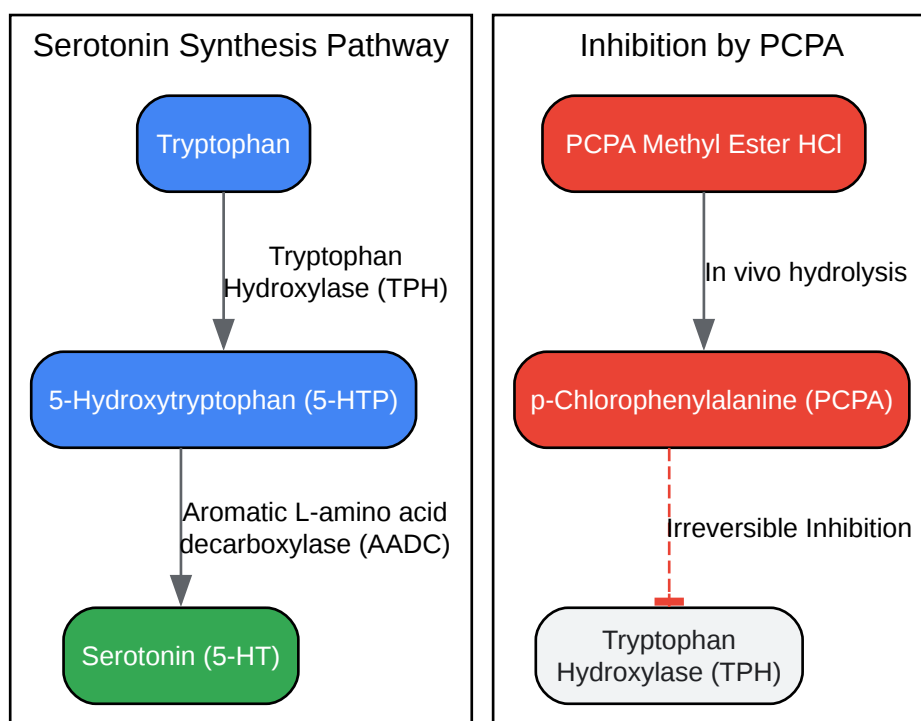 Serotonin Synthesis Pathway
Tryptophan
Tryptophan
Hydroxylase (TPH)
5-Hydroxytryptophan (5-HTP)
Aromatic L-amino acid
decarboxylase (AADC)
Serotonin (5-HT)
Inhibition by PCPA
PCPA Methyl Ester HCl
In vivo hydrolysis
p-Chlorophenylalanine (PCPA)
Irreversible Inhibition
Tryptophan
Hydroxylase (TPH)